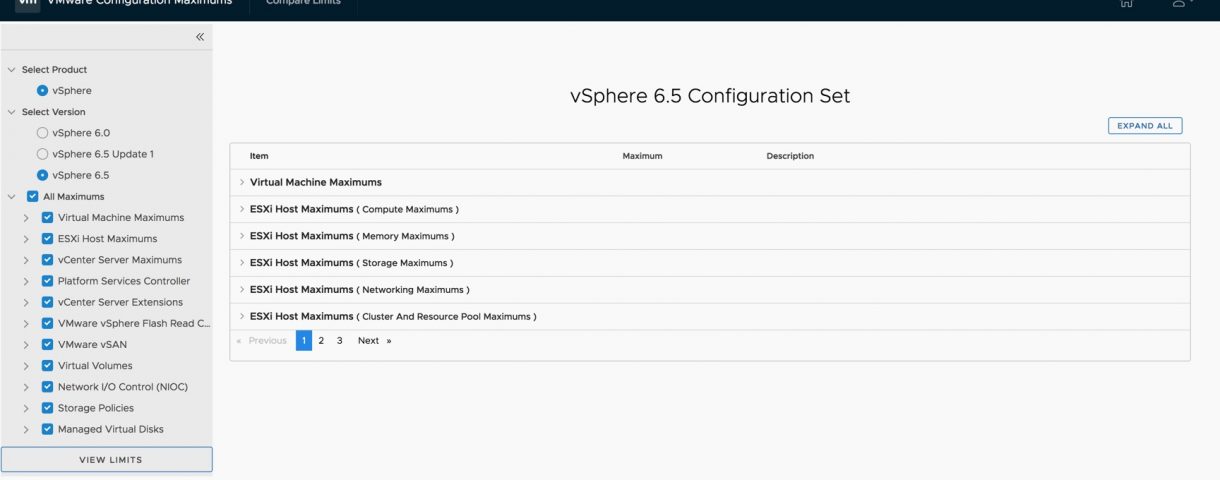 vm VMware Configuration Maximums Compare Limits
«
Select Product
vSphere
Select Version
vSphere 6.0
vSphere 6.5 Update 1
vSphere 6.5
All Maximums
Virtual Machine Maximums
ESXi Host Maximums
vCenter Server Maximums
Platform Services Controller
vCenter Server Extensions
VMware vSphere Flash Read C...
VMware vSAN
Virtual Volumes
Network I/O Control (NIOC)
Storage Policies
Managed Virtual Disks
VIEW LIMITS
vSphere 6.5 Configuration Set
EXPAND ALL
Item Maximum Description
Virtual Machine Maximums
ESXi Host Maximums ( Compute Maximums )
ESXi Host Maximums ( Memory Maximums )
ESXi Host Maximums ( Storage Maximums )
ESXi Host Maximums ( Networking Maximums )
ESXi Host Maximums ( Cluster And Resource Pool Maximums )
« Previous 1 2 3 Next »